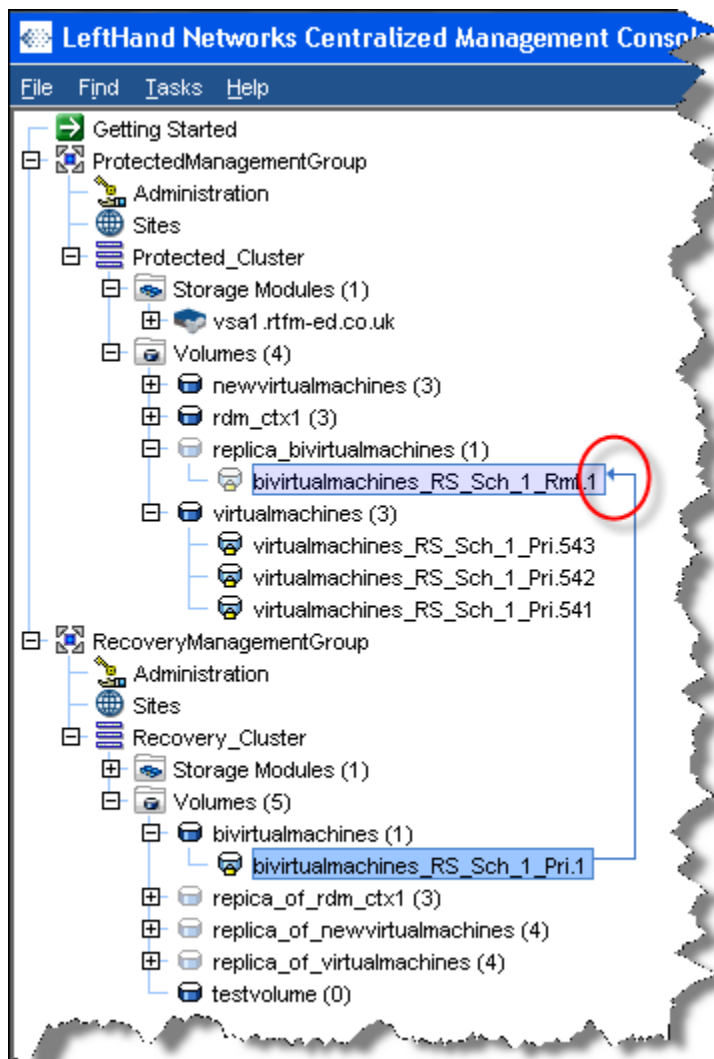 LeftHand Networks Centralized Management Consol
File Find Tasks Help
Getting Started
ProtectedManagementGroup
Administration
Sites
Protected_Cluster
Storage Modules (1)
vsa1.rtfm-ed.co.uk
Volumes (4)
newvirtualmachines (3)
rdm_ctx1 (3)
replica_bivirtualmachines (1)
bivirtualmachines_RS_Sch_1_Rmt.1
virtualmachines (3)
virtualmachines_RS_Sch_1_Pri.543
virtualmachines_RS_Sch_1_Pri.542
virtualmachines_RS_Sch_1_Pri.541
RecoveryManagementGroup
Administration
Sites
Recovery_Cluster
Storage Modules (1)
Volumes (5)
bivirtualmachines (1)
bivirtualmachines_RS_Sch_1_Pri.1
repica_of_rdm_ctx1 (3)
replica_of_newvirtualmachines (4)
replica_of_virtualmachines (4)
testvolume (0)